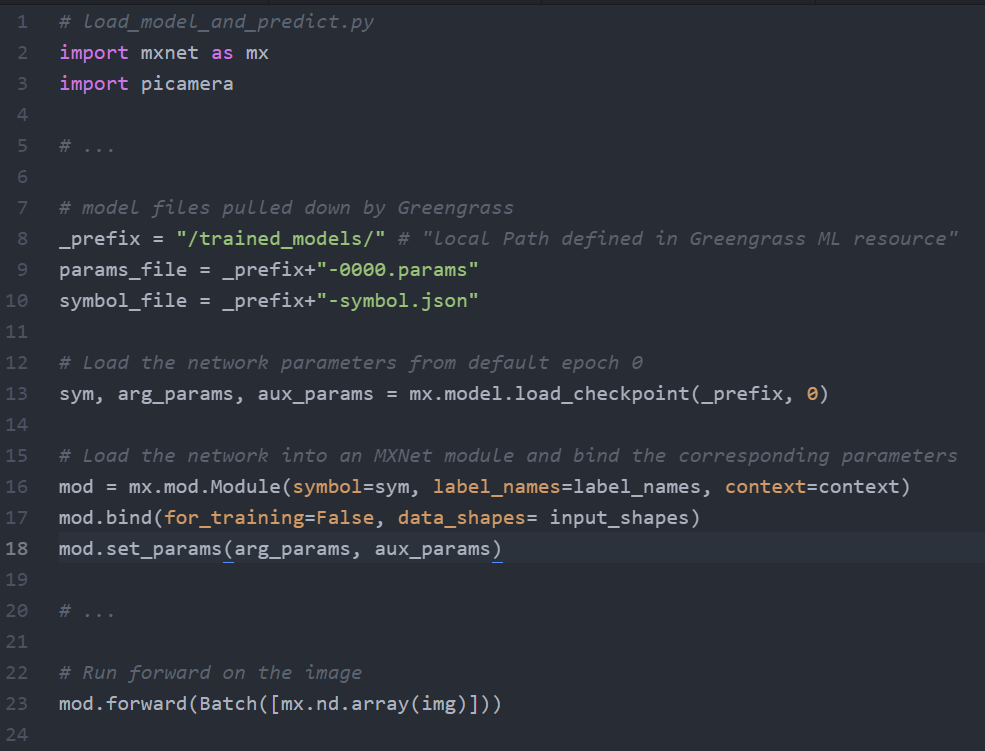 1 # load_model_and_predict.py
2 import mxnet as mx
3 import picamera
4
5 # ...
6
7 # model files pulled down by Greengrass
8 _prefix = "/trained_models/" # "local Path defined in Greengrass ML resource"
9 params_file = _prefix+"-0000.params"
10 symbol_file = _prefix+"-symbol.json"
11
12 # Load the network parameters from default epoch 0
13 sym, arg_params, aux_params = mx.model.load_checkpoint(_prefix, 0)
14
15 # Load the network into an MXNet module and bind the corresponding parameters
16 mod = mx.mod.Module(symbol=sym, label_names=label_names, context=context)
17 mod.bind(for_training=False, data_shapes= input_shapes)
18 mod.set_params(arg_params, aux_params)
19
20 # ...
21
22 # Run forward on the image
23 mod.forward(Batch([mx.nd.array(img)]))
24